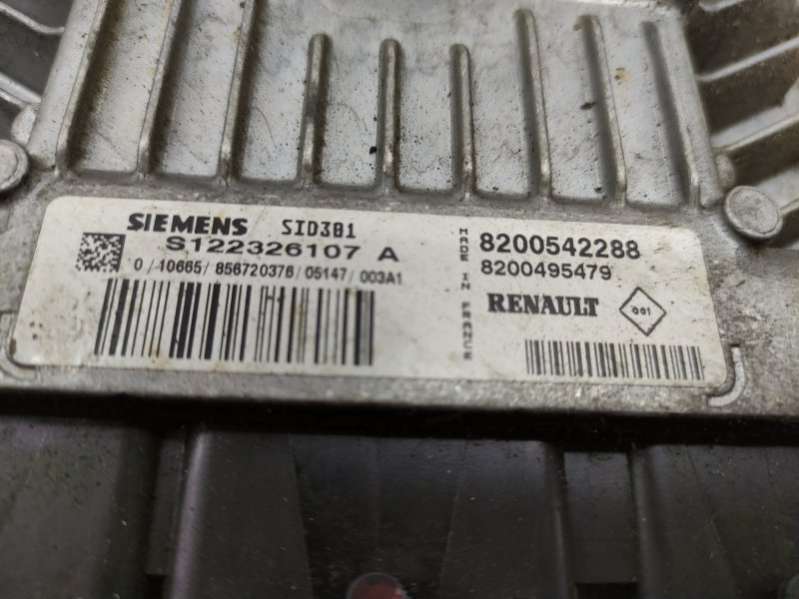 SIEMENS SID301
S122326107 A
0 / 10665 / 856720376 / 05147 / 003A1
MADE IN FRANCE
8200542288
8200495479
RENAULT 001